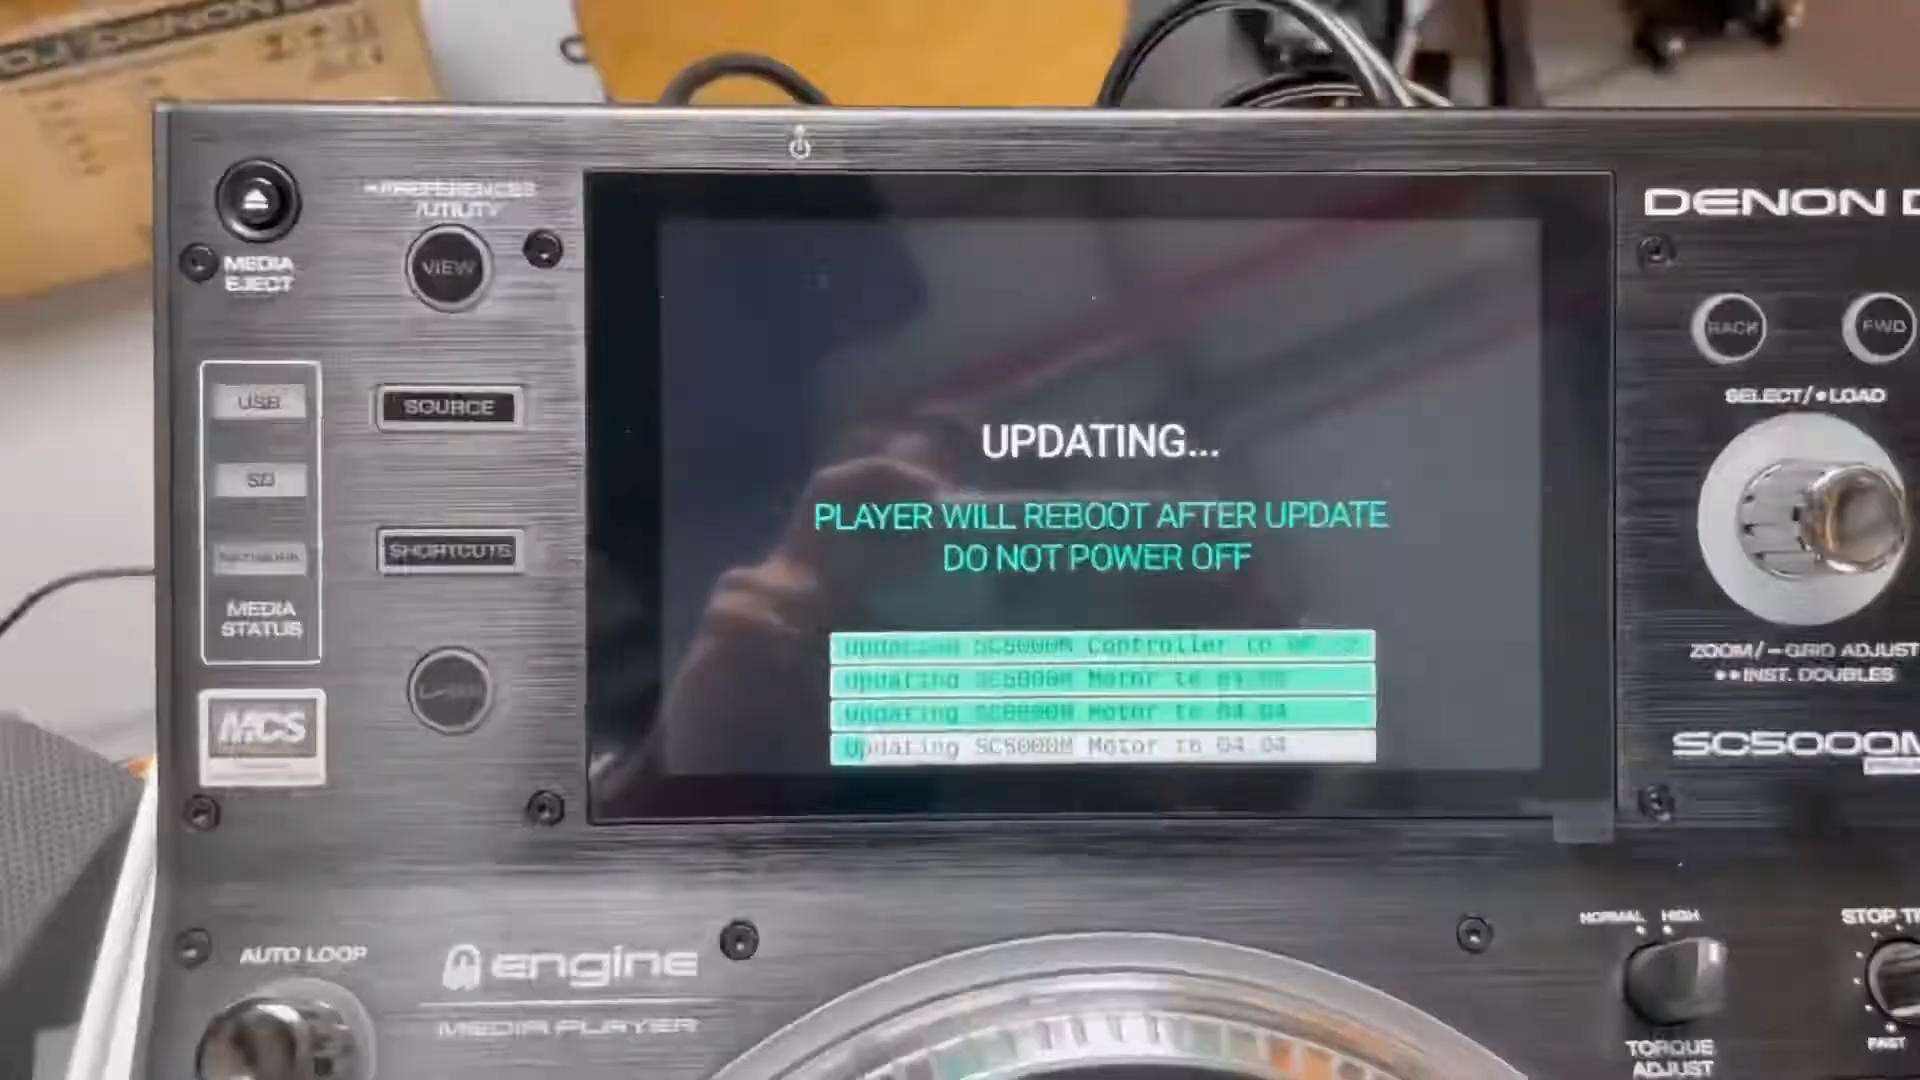 DENON
MEDIA
EJECT
/UTILITY
VIEW
USB
SD
SOURCE
SHORTCUTS
MEDIA
STATUS
MCS
UPDATING...
PLAYER WILL REBOOT AFTER UPDATE
DO NOT POWER OFF
Updating SC5000M Controller to
Updating SC5000M Motor to
Updating SC5000M Motor to 04.04
Updating SC5000M Motor to 04.04
BACK
FWD
SELECT/•LOAD
ZOOM/–GRID ADJUST
••INST. DOUBLES
SC5000M
AUTO LOOP
engine
MEDIA PLAYER
NORMAL HIGH
TORQUE
ADJUST
STOP
FAST